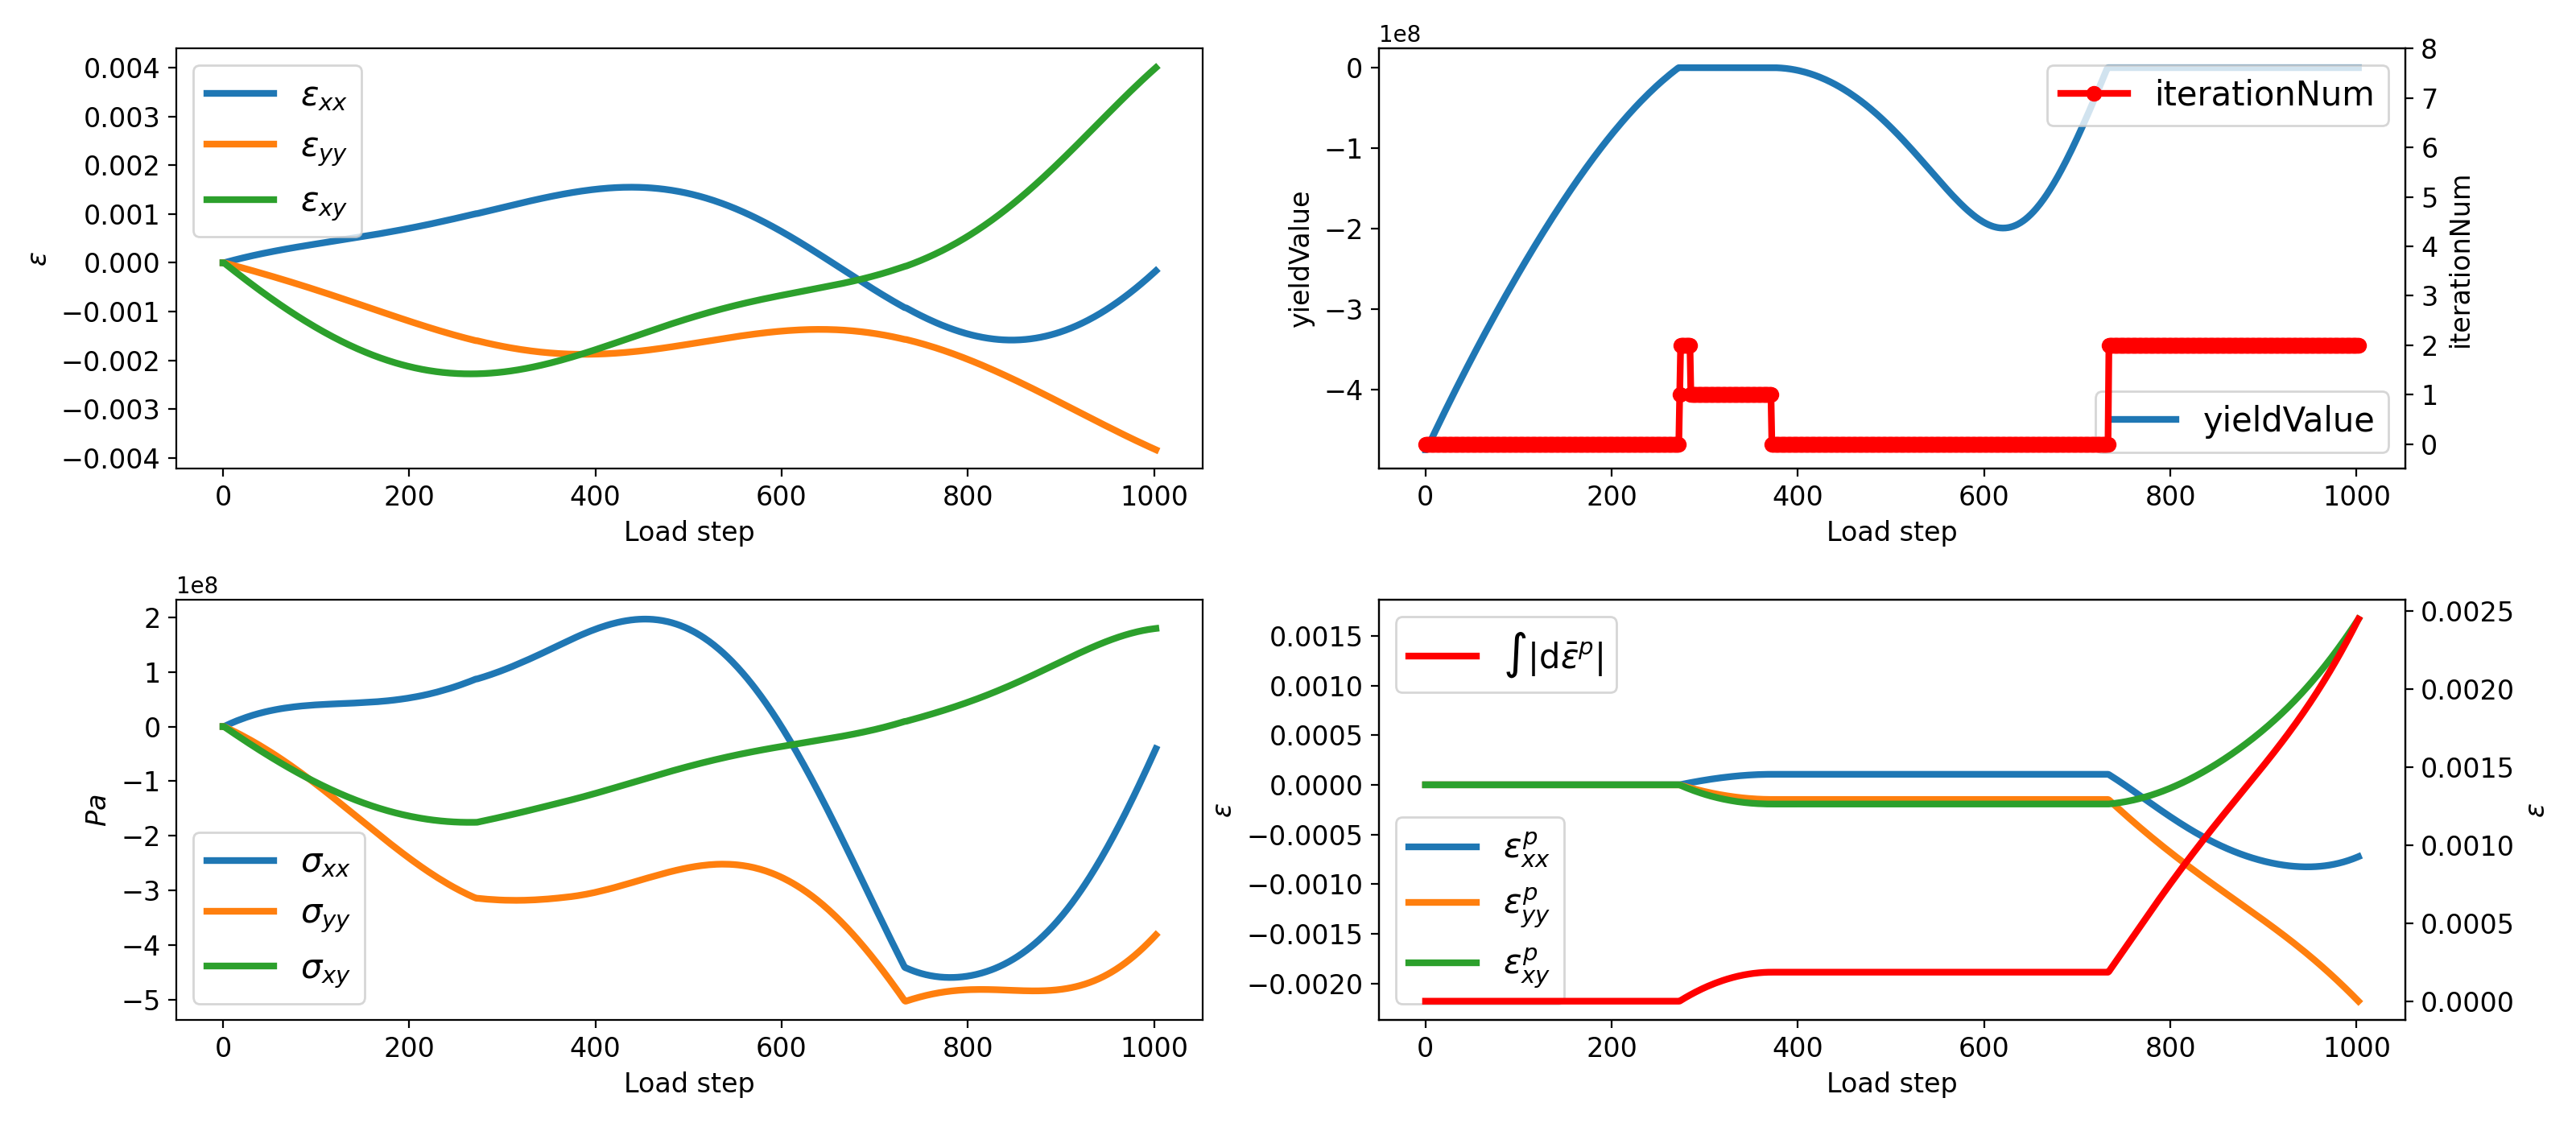 0.004
0.003
0.002
0.001
0.000
−0.001
−0.002
−0.003
−0.004
ε
ε_xx
ε_yy
ε_xy
0 200 400 600 800 1000
Load step
1e8
0
−1
−2
−3
−4
yieldValue
iterationNum
yieldValue
8
7
6
5
4
3
2
1
0
iterationNum
0 200 400 600 800 1000
Load step
1e8
2
1
0
−1
−2
−3
−4
−5
Pa
σ_xx
σ_yy
σ_xy
0 200 400 600 800 1000
Load step
0.0015
0.0010
0.0005
0.0000
−0.0005
−0.0010
−0.0015
−0.0020
ε
∫|dε̄^p|
ε^p_xx
ε^p_yy
ε^p_xy
0.0025
0.0020
0.0015
0.0010
0.0005
0.0000
ε
0 200 400 600 800 1000
Load step